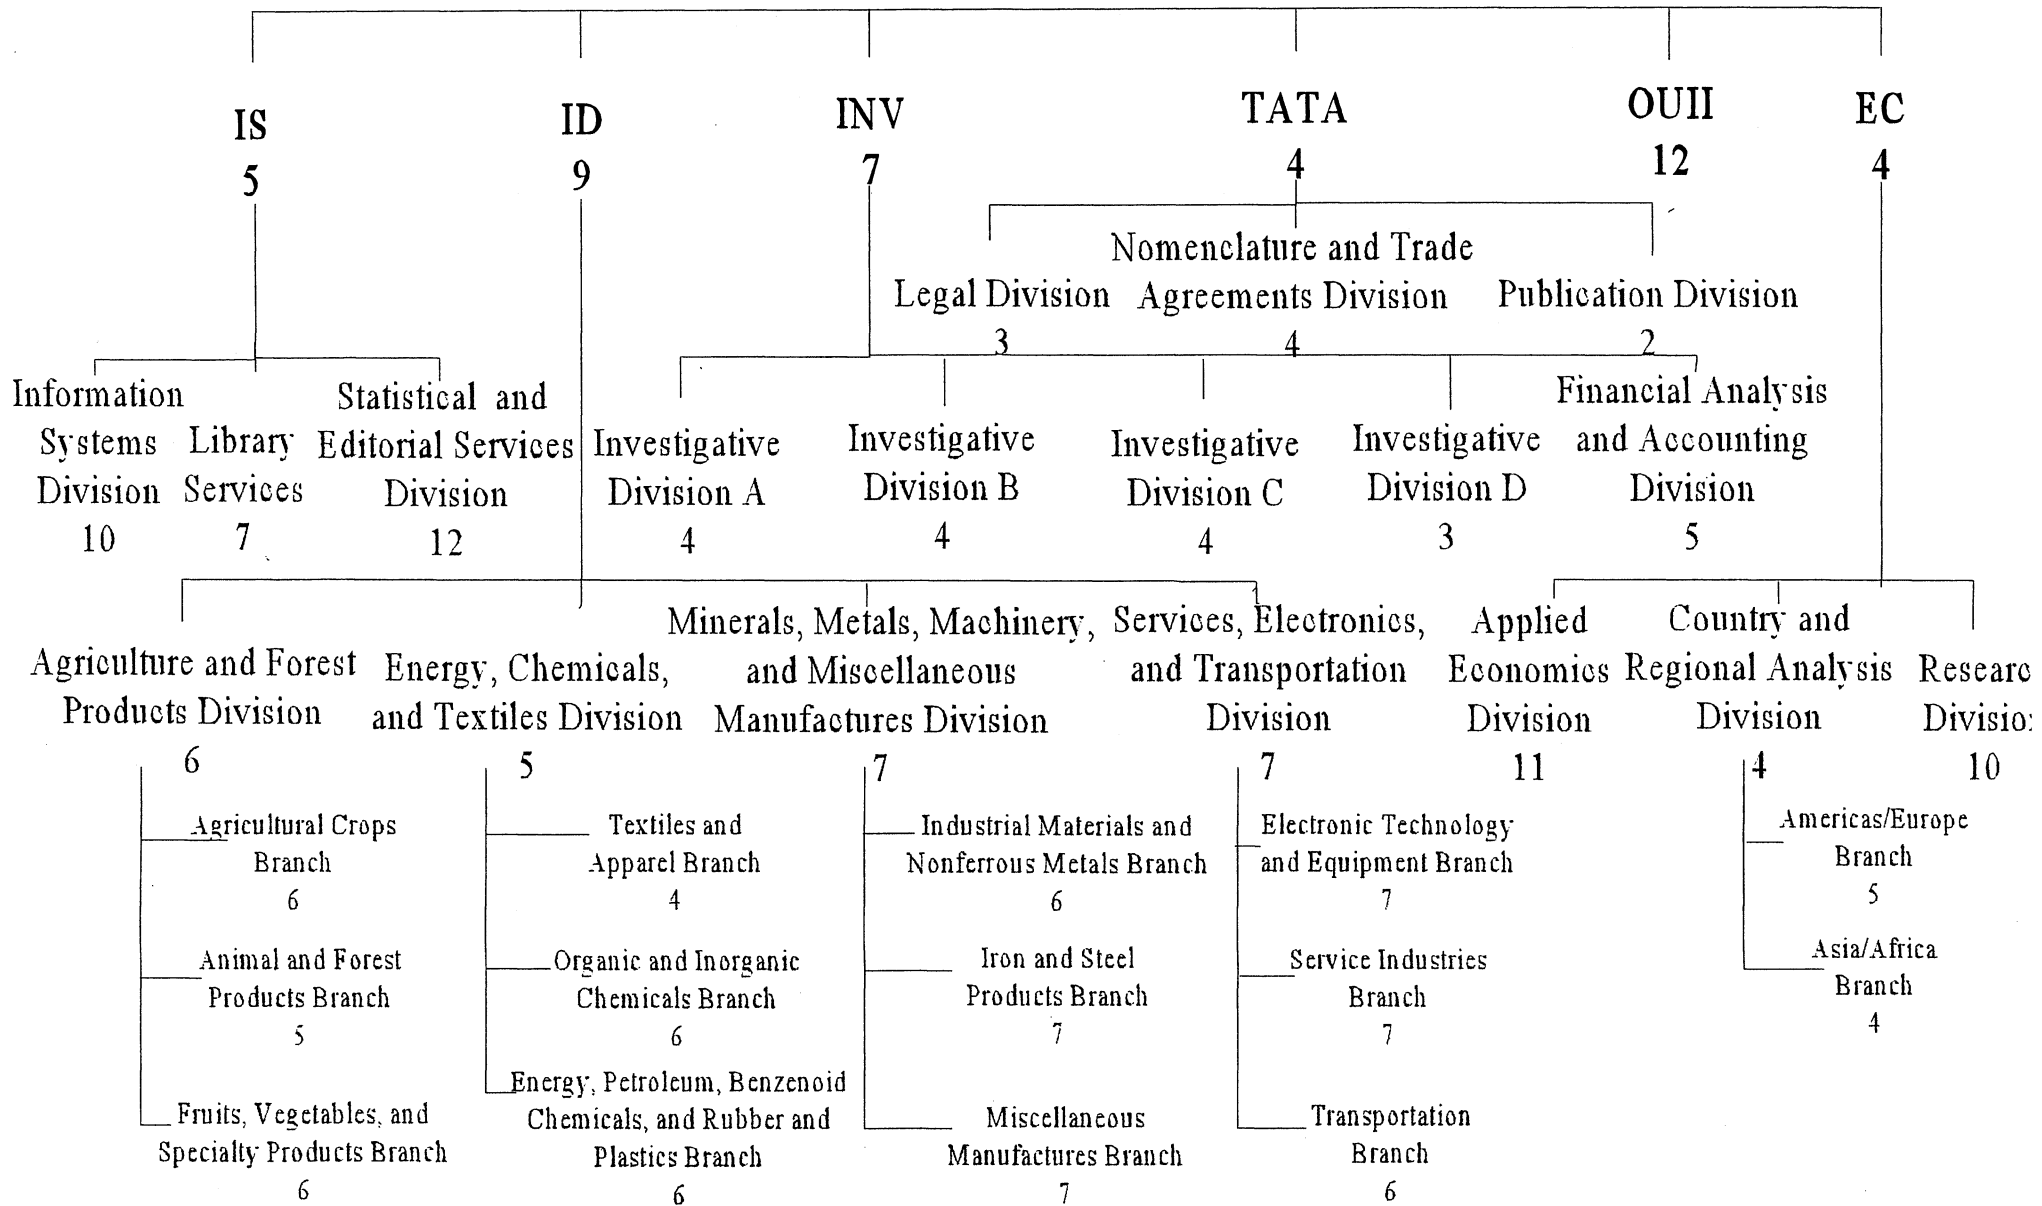 IS
5
ID
9
INV
7
TATA
4
OUII
12
EC
4
Legal Division
3
Nomenclature and Trade
Agreements Division
4
Publication Division
2
Information
Systems
Division
10
Library
Services
7
Statistical and
Editorial Services
Division
12
Investigative
Division A
4
Investigative
Division B
4
Investigative
Division C
4
Investigative
Division D
3
Financial Analysis
and Accounting
Division
5
Agriculture and Forest
Products Division
6
Agricultural Crops
Branch
6
Animal and Forest
Products Branch
5
Fruits, Vegetables, and
Specialty Products Branch
6
Energy, Chemicals,
and Textiles Division
5
Textiles and
Apparel Branch
4
Organic and Inorganic
Chemicals Branch
6
Energy, Petroleum, Benzenoid
Chemicals, and Rubber and
Plastics Branch
6
Minerals, Metals, Machinery,
and Miscellaneous
Manufactures Division
7
Industrial Materials and
Nonferrous Metals Branch
6
Iron and Steel
Products Branch
7
Miscellaneous
Manufactures Branch
7
Services, Electronics,
and Transportation
Division
7
Electronic Technology
and Equipment Branch
7
Service Industries
Branch
7
Transportation
Branch
6
Applied
Economics
Division
11
Country and
Regional Analysis
Division
4
Americas/Europe
Branch
5
Asia/Africa
Branch
4
Researc
Divisio
10